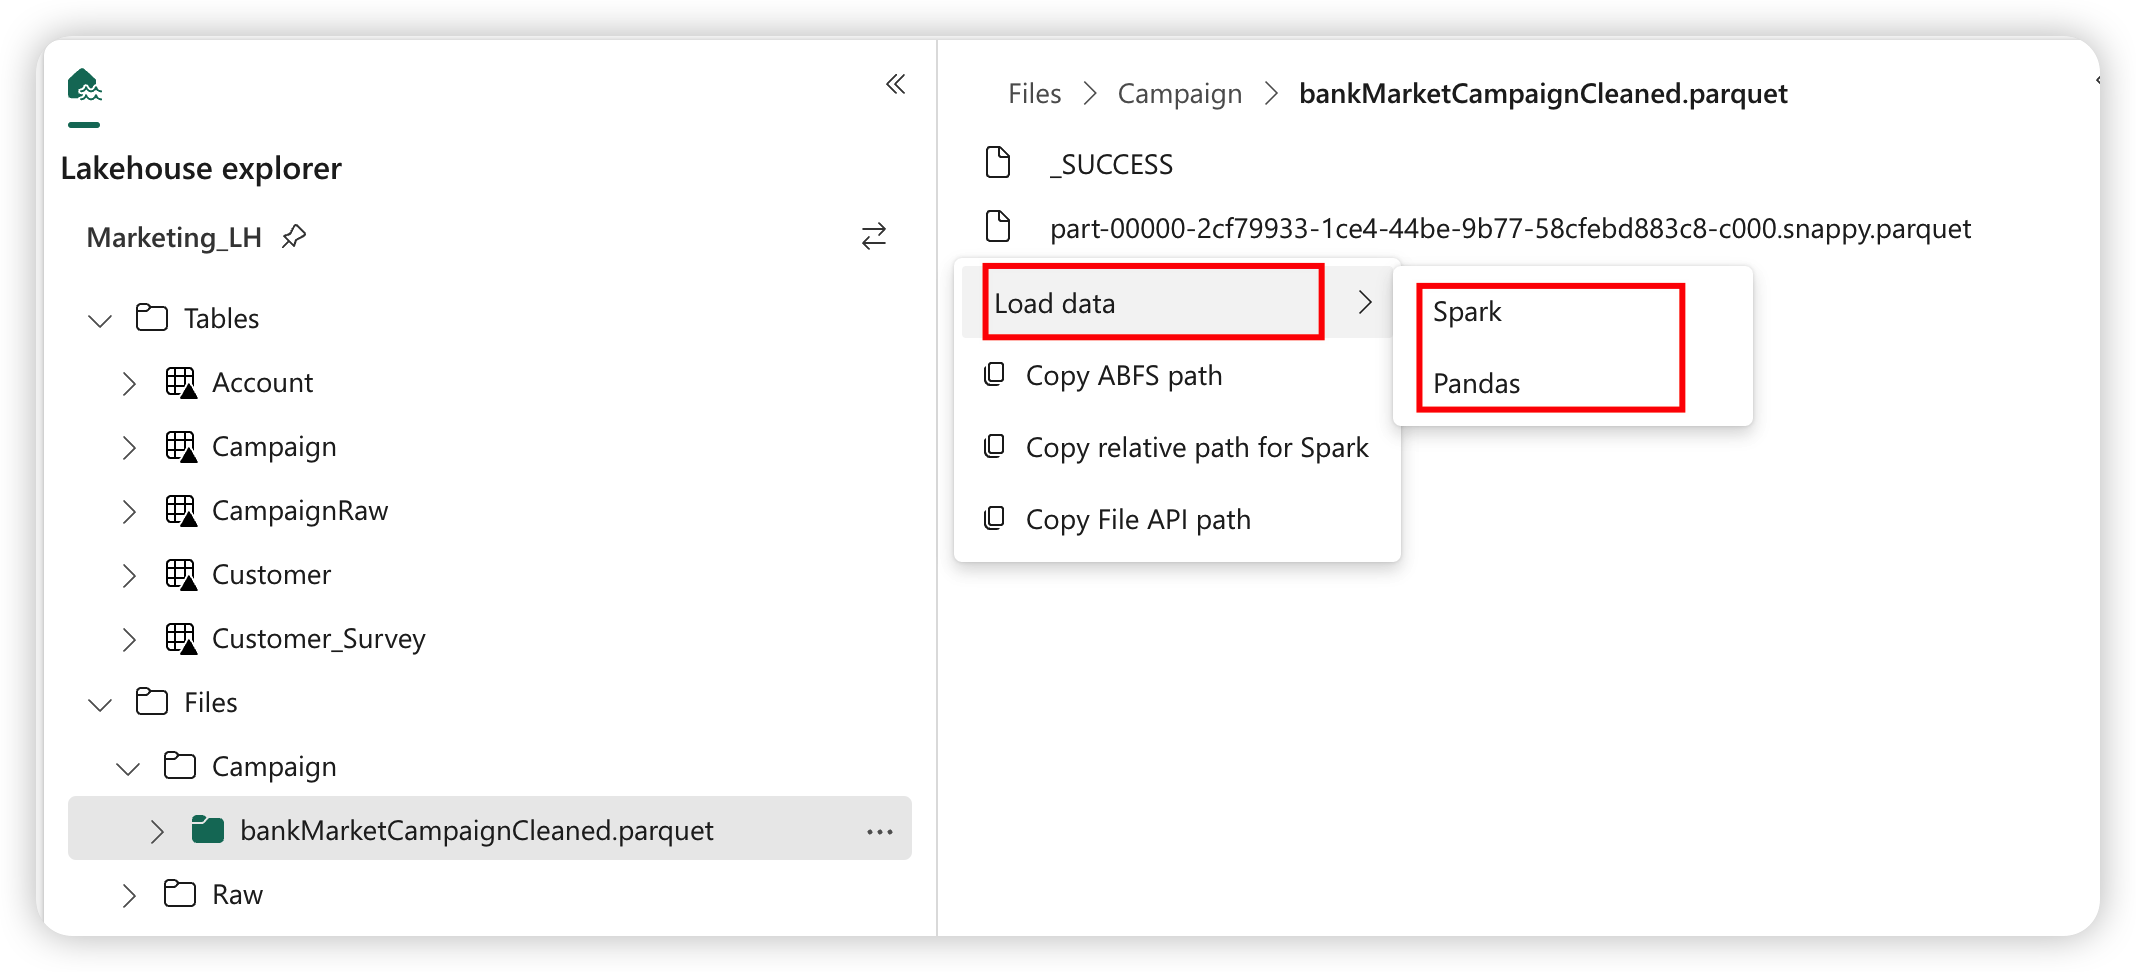 Lakehouse explorer
Marketing_LH
Tables
Account
Campaign
CampaignRaw
Customer
Customer_Survey
Files
Campaign
bankMarketCampaignCleaned.parquet
Raw
Files > Campaign > bankMarketCampaignCleaned.parquet
_SUCCESS
part-00000-2cf79933-1ce4-44be-9b77-58cfebd883c8-c000.snappy.parquet
Load data
Copy ABFS path
Copy relative path for Spark
Copy File API path
Spark
Pandas